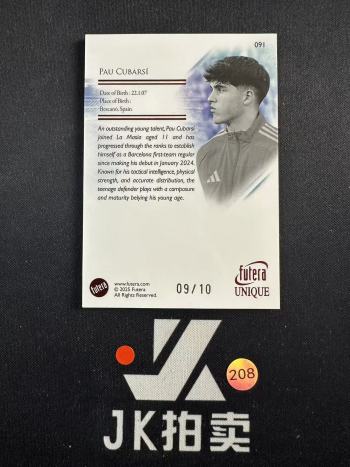 091
PAU CUBARSÍ
Date of Birth: 22.1.07
Place of Birth:
Bescanó, Spain
An outstanding young talent, Pau Cubarsí
joined La Masia aged 11 and has
progressed through the ranks to establish
himself as a Barcelona first-team regular
since making his debut in January 2024.
Known for his tactical intelligence, physical
strength, and accurate distribution, the
teenage defender plays with a composure
and maturity belying his young age.
futera
www.futera.com
© 2025 Futera
All Rights Reserved.
09/10
futera
UNIQUE
208
JK拍卖